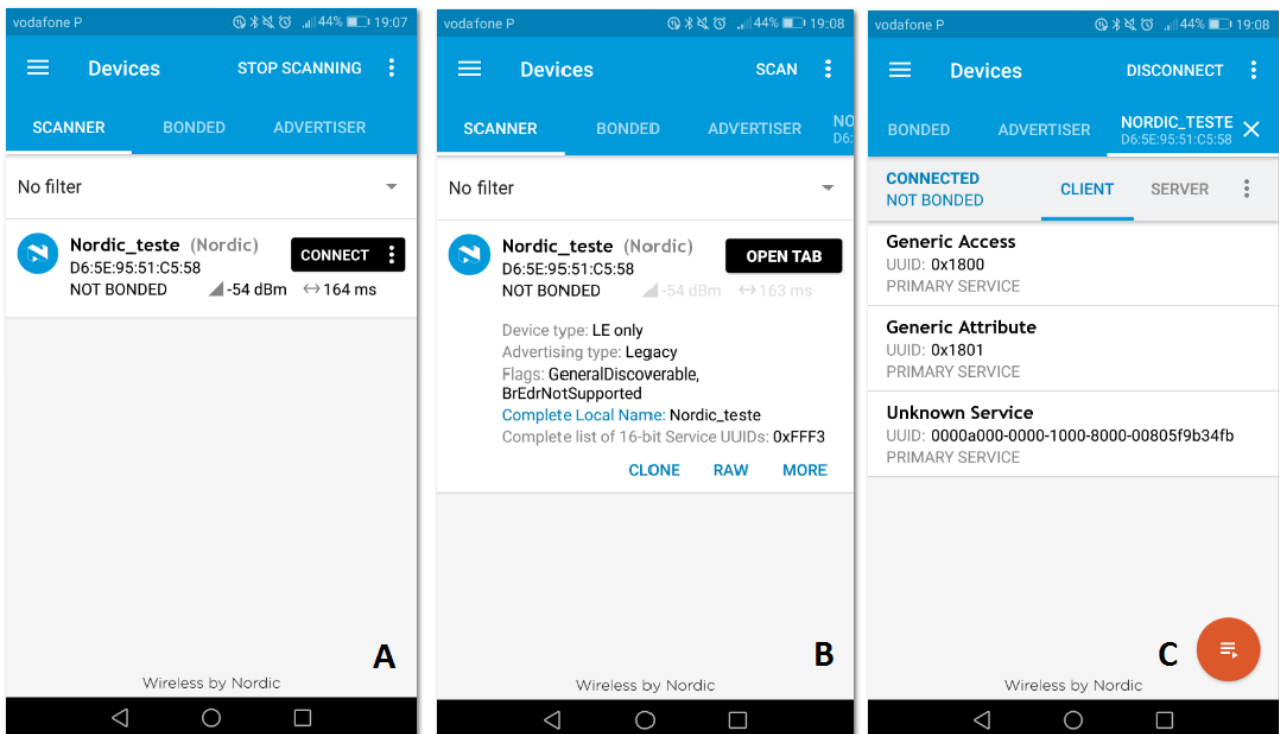 vodafone P 44% 19:07
Devices STOP SCANNING
SCANNER BONDED ADVERTISER
No filter
Nordic_teste (Nordic)
CONNECT
D6:5E:95:51:C5:58
NOT BONDED -54 dBm 164 ms
A
Wireless by Nordic
vodafone P 44% 19:08
Devices SCAN
SCANNER BONDED ADVERTISER NO
D6:
No filter
Nordic_teste (Nordic)
OPEN TAB
D6:5E:95:51:C5:58
NOT BONDED -54 dBm 163 ms
Device type: LE only
Advertising type: Legacy
Flags: GeneralDiscoverable,
BrEdrNotSupported
Complete Local Name: Nordic_teste
Complete list of 16-bit Service UUIDs: 0xFFF3
CLONE RAW MORE
B
Wireless by Nordic
vodafone P 44% 19:08
Devices DISCONNECT
BONDED ADVERTISER NORDIC_TESTE
D6:5E:95:51:C5:58
CONNECTED
NOT BONDED
CLIENT SERVER
Generic Access
UUID: 0x1800
PRIMARY SERVICE
Generic Attribute
UUID: 0x1801
PRIMARY SERVICE
Unknown Service
UUID: 0000a000-0000-1000-8000-00805f9b34fb
PRIMARY SERVICE
C
Wireless by Nordic